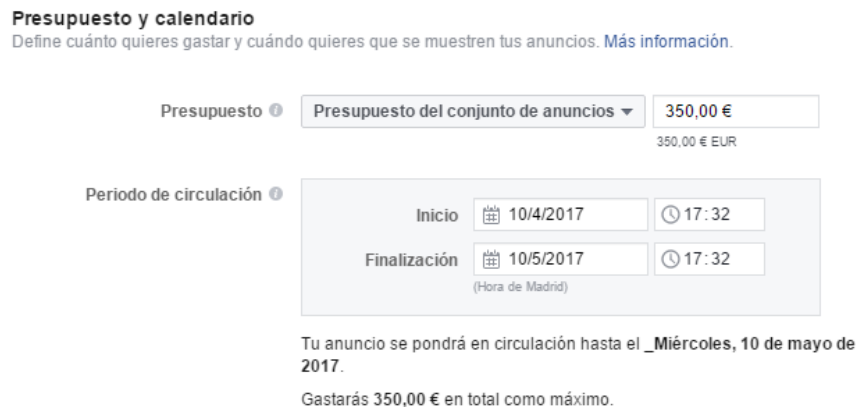 Presupuesto y calendario
Define cuánto quieres gastar y cuándo quieres que se muestren tus anuncios. Más información.
Presupuesto
Presupuesto del conjunto de anuncios
350,00 €
350,00 € EUR
Periodo de circulación
Inicio
10/4/2017
17:32
Finalización
10/5/2017
17:32
(Hora de Madrid)
Tu anuncio se pondrá en circulación hasta el _Miércoles, 10 de mayo de
2017.
Gastarás 350,00 € en total como máximo.